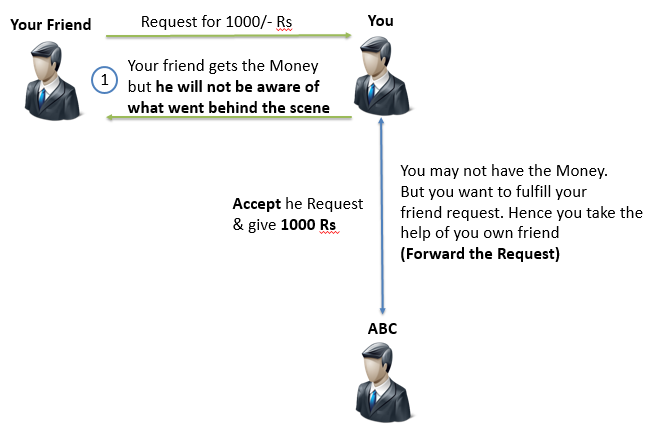 Your Friend
Request for 1000/- Rs
You
1
Your friend gets the Money
but he will not be aware of
what went behind the scene
You may not have the Money.
But you want to fulfill your
friend request. Hence you take the
help of you own friend
(Forward the Request)
Accept he Request
& give 1000 Rs
ABC